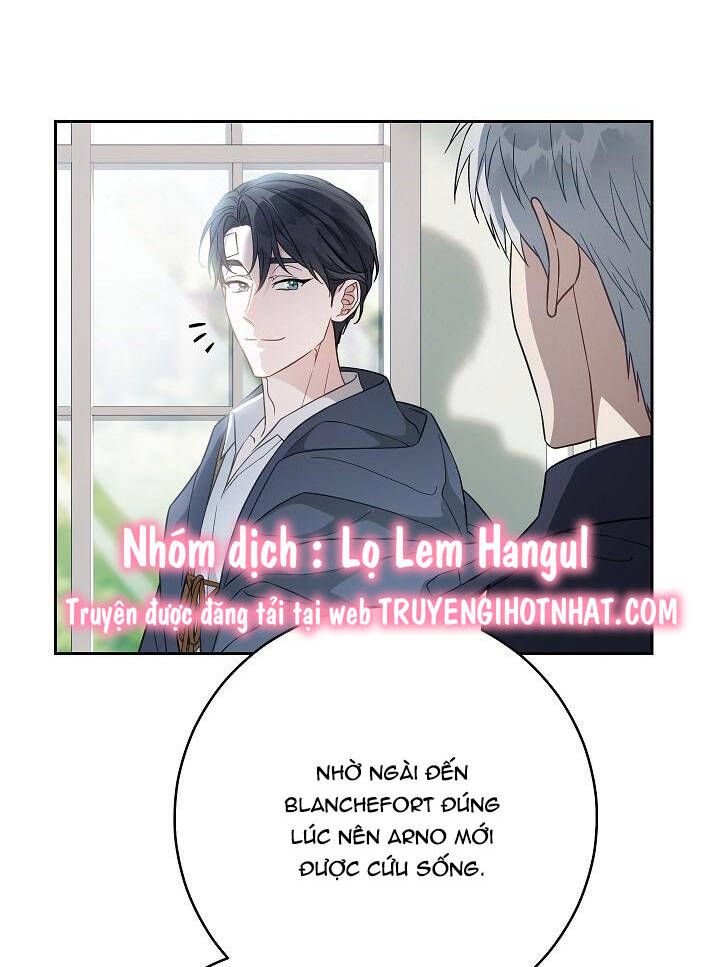 Nhóm dịch : Lọ Lem Hangul
Truyện được đăng tải tại web TRUYENGIHOTNHAT.COM
NHỜ NGÀI ĐẾN
BLANCHEFORT ĐÚNG
LÚC NÊN ARNO MỚI
ĐƯỢC CỨU SỐNG.